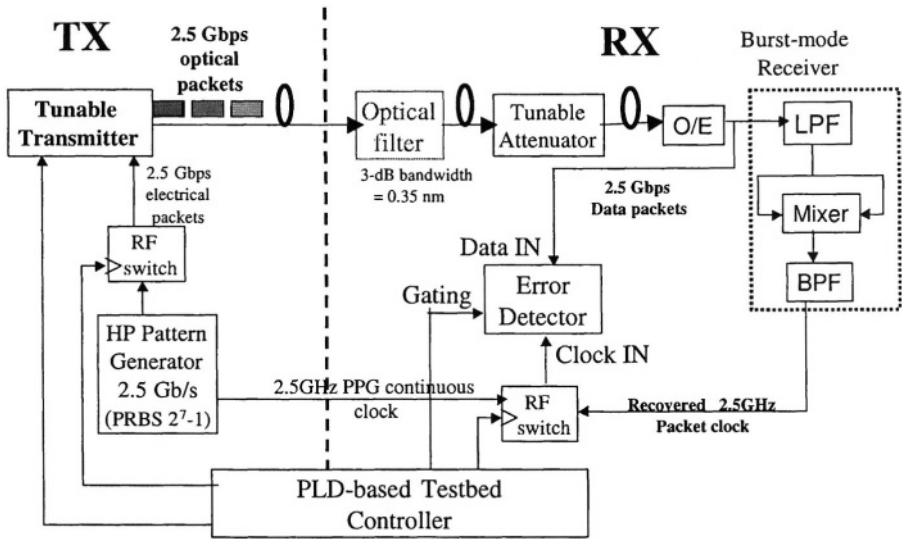 TX
2.5 Gbps
optical
packets
RX
Burst-mode
Receiver
Tunable
Transmitter
Optical
filter
Tunable
Attenuator
O/E
LPF
3-dB bandwidth
= 0.35 nm
2.5 Gbps
electrical
packets
2.5 Gbps
Data packets
Mixer
RF
switch
Data IN
BPF
Gating
Error
Detector
HP Pattern
Generator
2.5 Gb/s
(PRBS 2⁷-1)
Clock IN
2.5GHz PPG continuous
clock
RF
switch
Recovered 2.5GHz
Packet clock
PLD-based Testbed
Controller